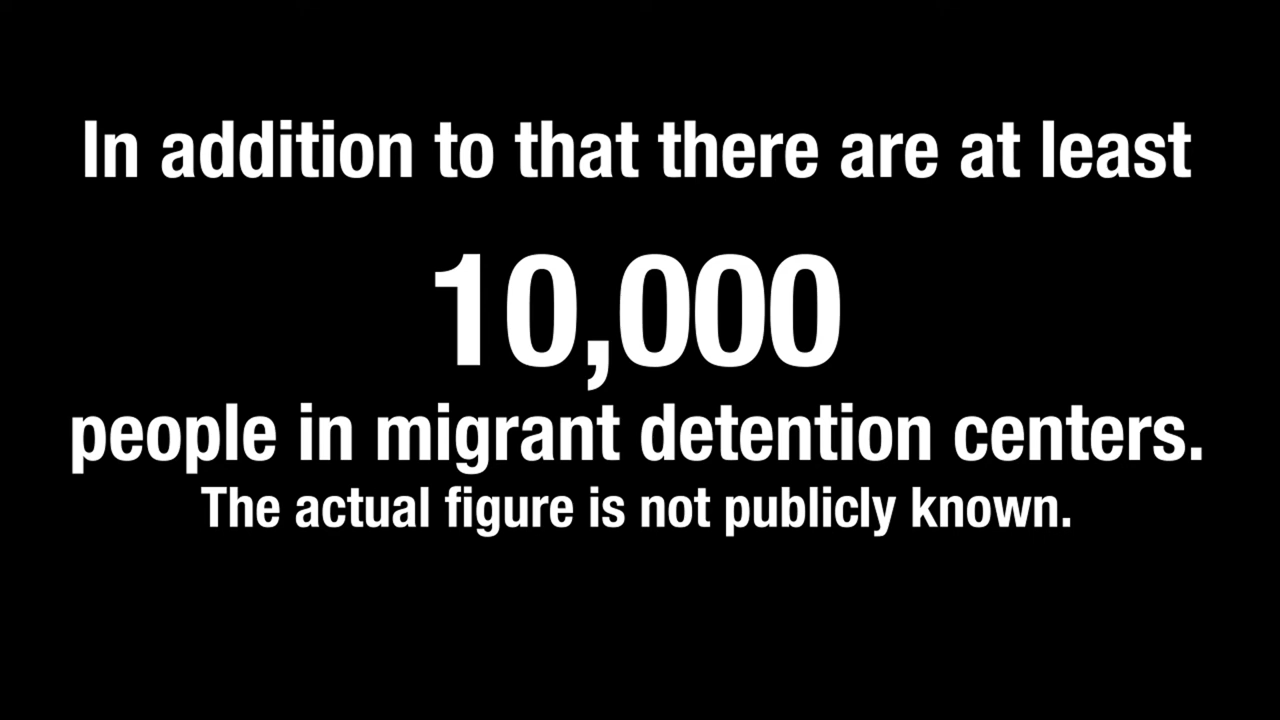 In addition to that there are at least
10,000
people in migrant detention centers.
The actual figure is not publicly known.